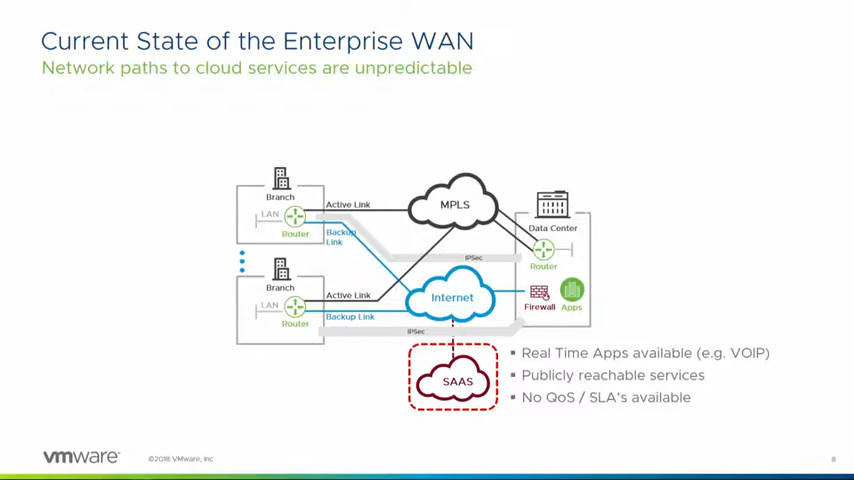 Current State of the Enterprise WAN
Network paths to cloud services are unpredictable
Branch
LAN
Router
Active Link
Backup
Link
MPLS
Data Center
Router
IPSec
Branch
LAN
Router
Active Link
Backup Link
Internet
Firewall
Apps
IPSec
SAAS
▪ Real Time Apps available (e.g. VOIP)
▪ Publicly reachable services
▪ No QoS / SLA's available
vmware
©2018 VMware, Inc
8